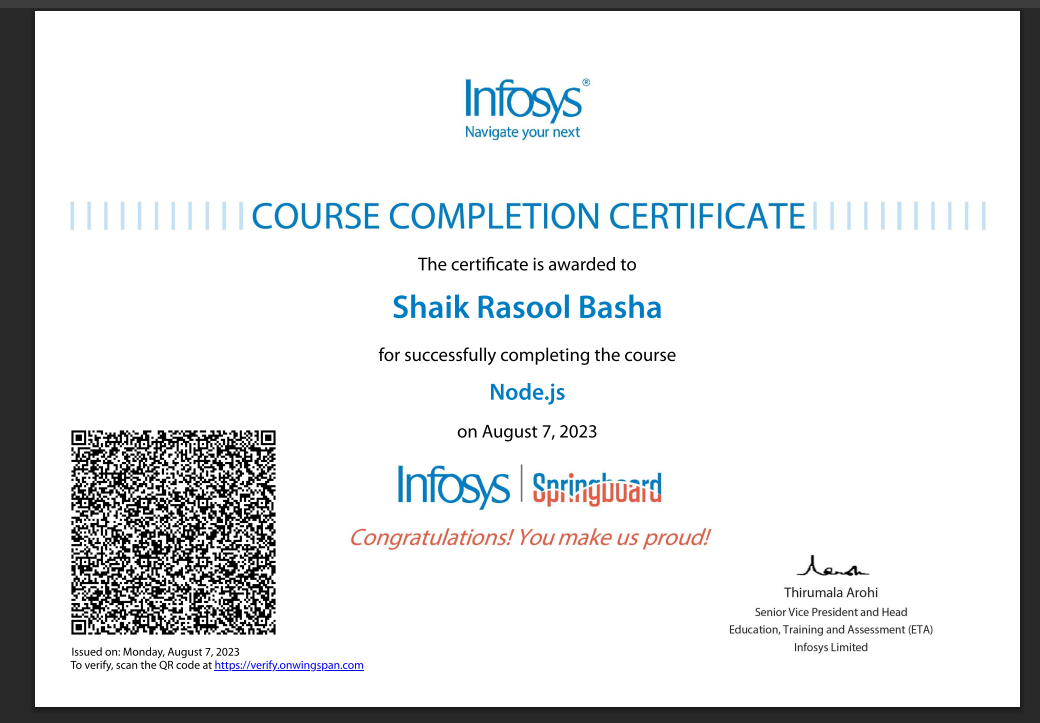 Infosys®
Navigate your next
COURSE COMPLETION CERTIFICATE
The certificate is awarded to
Shaik Rasool Basha
for successfully completing the course
Node.js
on August 7, 2023
Infosys | Springboard
Congratulations! You make us proud!
Thirumala Arohi
Senior Vice President and Head
Education, Training and Assessment (ETA)
Infosys Limited
Issued on: Monday, August 7, 2023
To verify, scan the QR code at https://verify.onwingspan.com